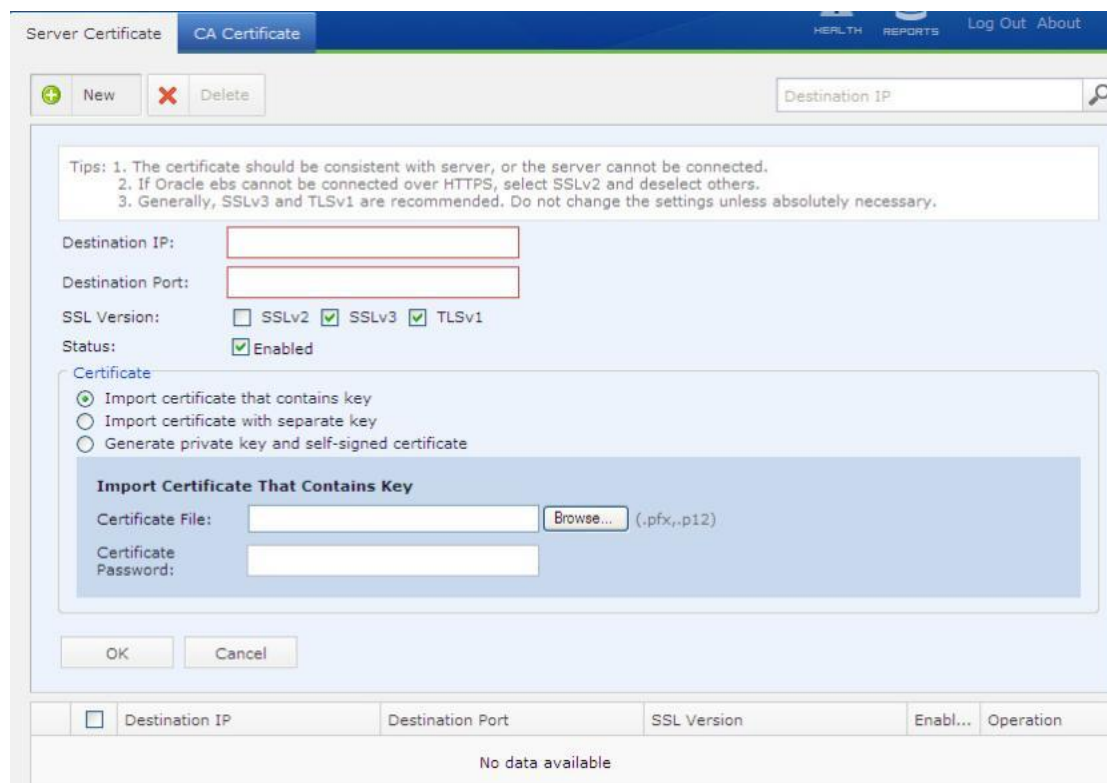 Server Certificate CA Certificate HEALTH REPORTS Log Out About
New Delete Destination IP
Tips: 1. The certificate should be consistent with server, or the server cannot be connected.
2. If Oracle ebs cannot be connected over HTTPS, select SSLv2 and deselect others.
3. Generally, SSLv3 and TLSv1 are recommended. Do not change the settings unless absolutely necessary.
Destination IP:
Destination Port:
SSL Version: SSLv2 SSLv3 TLSv1
Status: Enabled
Certificate
Import certificate that contains key
Import certificate with separate key
Generate private key and self-signed certificate
Import Certificate That Contains Key
Certificate File: Browse... (.pfx,.p12)
Certificate
Password:
OK Cancel
Destination IP Destination Port SSL Version Enabl... Operation
No data available